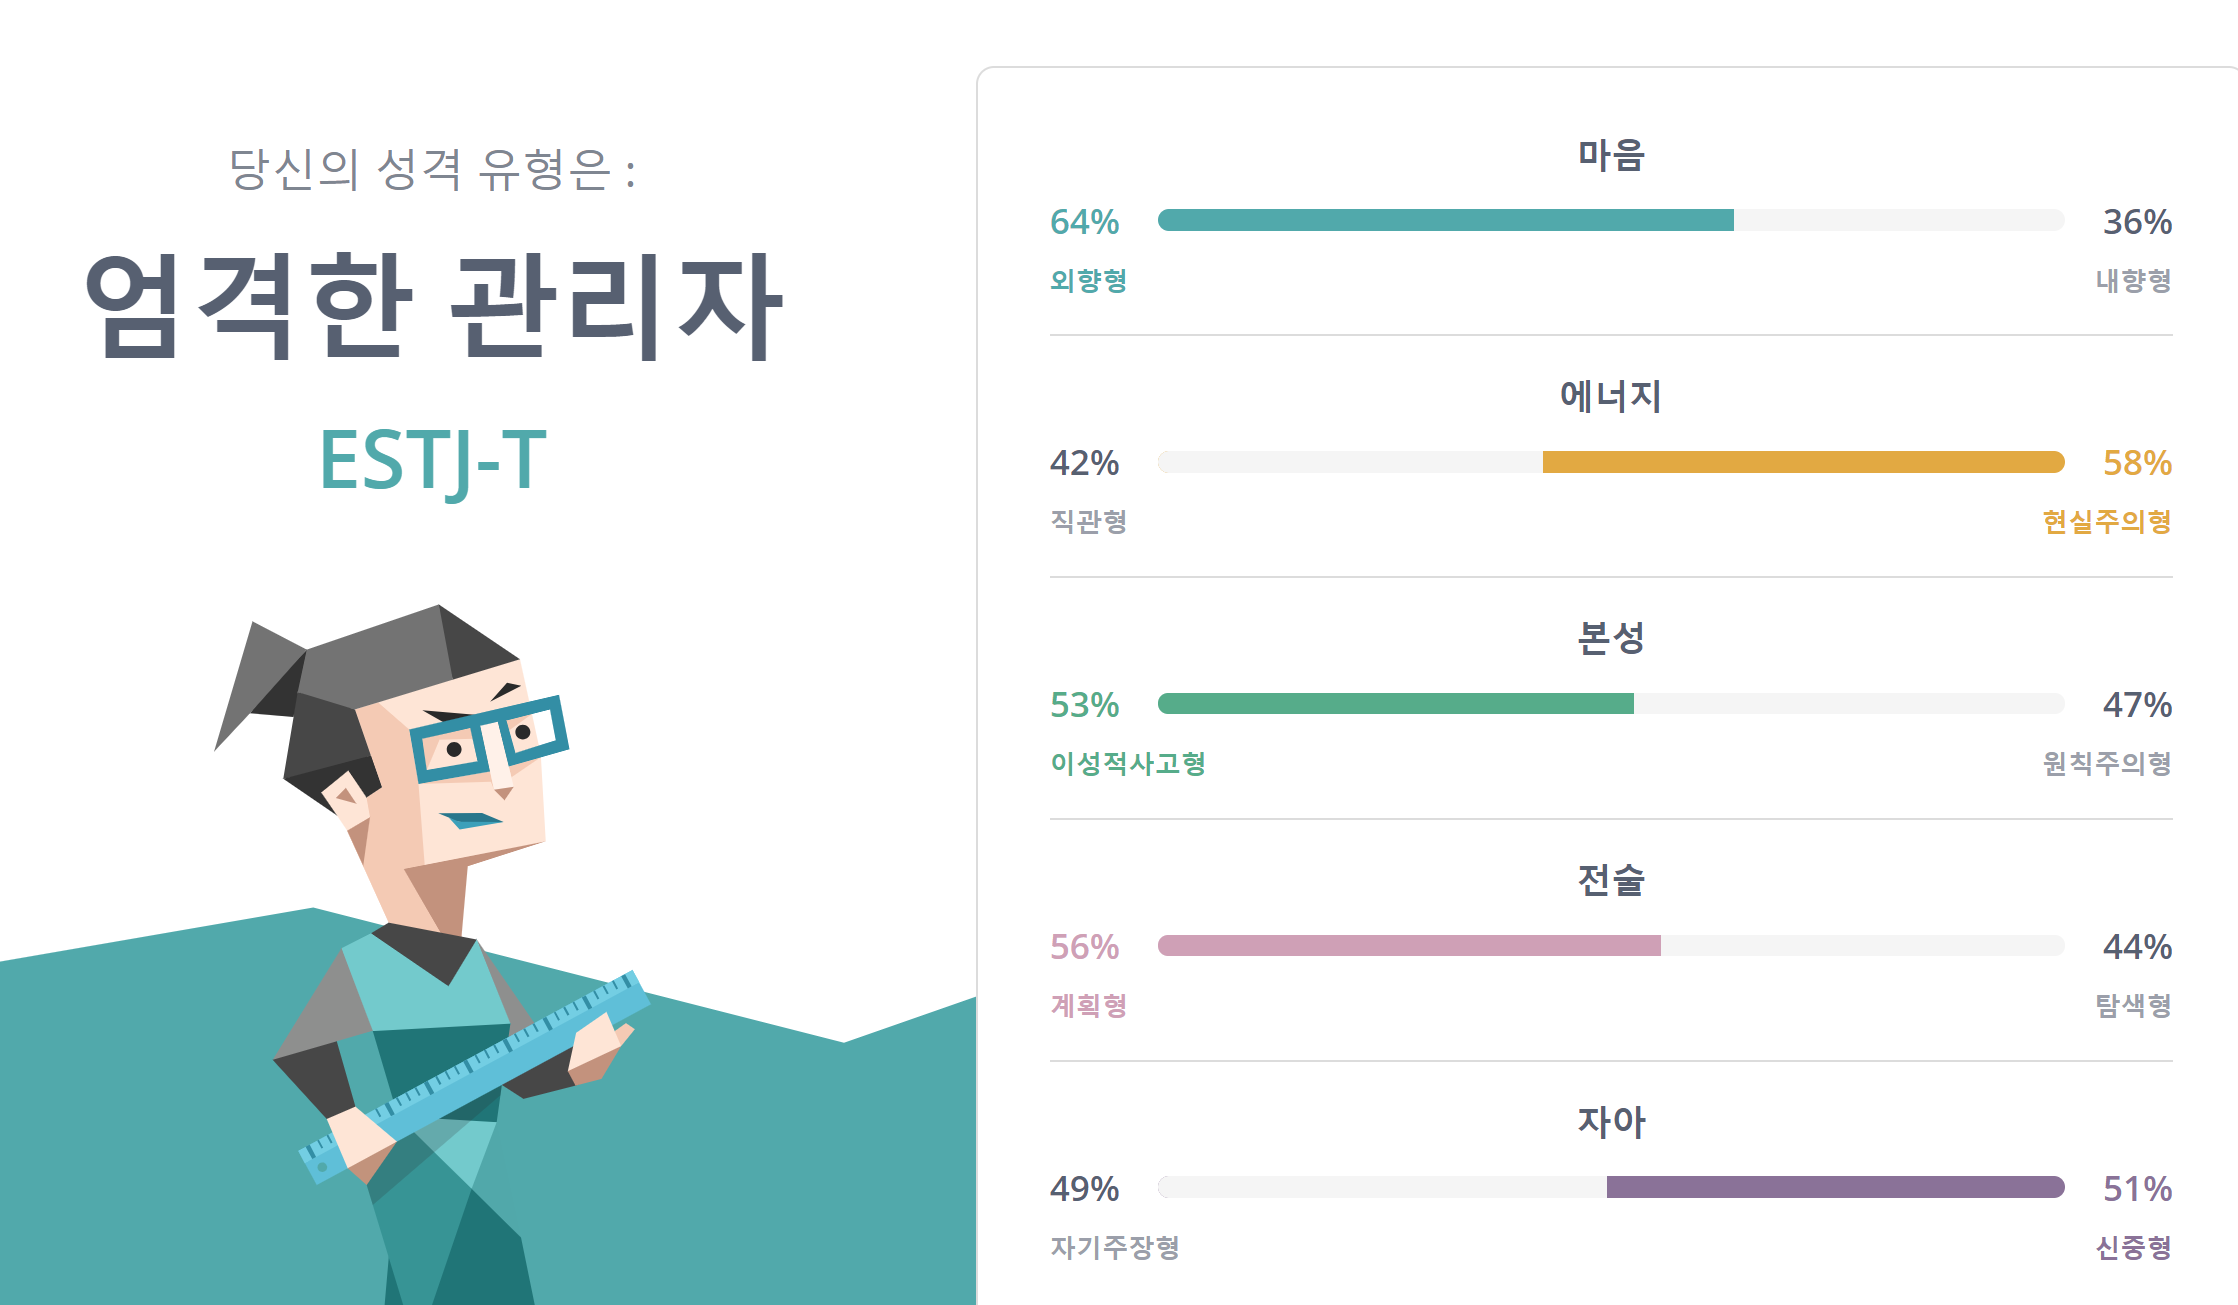 당신의 성격 유형은 :
엄격한 관리자
ESTJ-T
마음
64% 36%
외향형 내향형
에너지
42% 58%
직관형 현실주의형
본성
53% 47%
이성적사고형 원칙주의형
전술
56% 44%
계획형 탐색형
자아
49% 51%
자기주장형 신중형